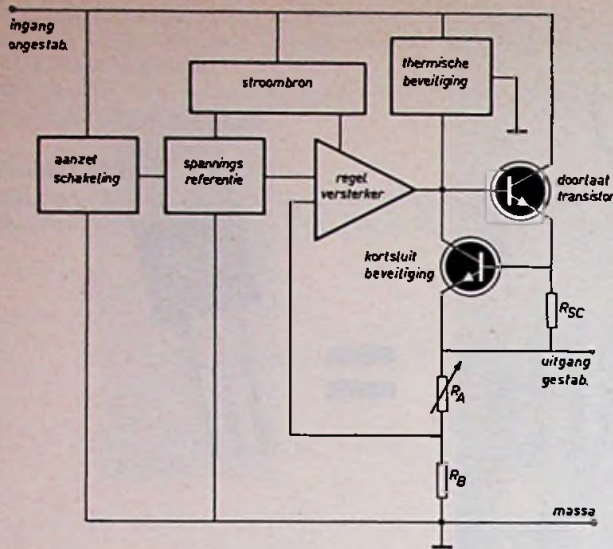 ingang
ongestab.
thermische
beveiliging
stroombron
aanzet
schakeling
spannings
referentie
regel
versterker
doorlaat
transistor
kortsluit
beveiliging
RSC
uitgang
gestab.
RA
RB
massa